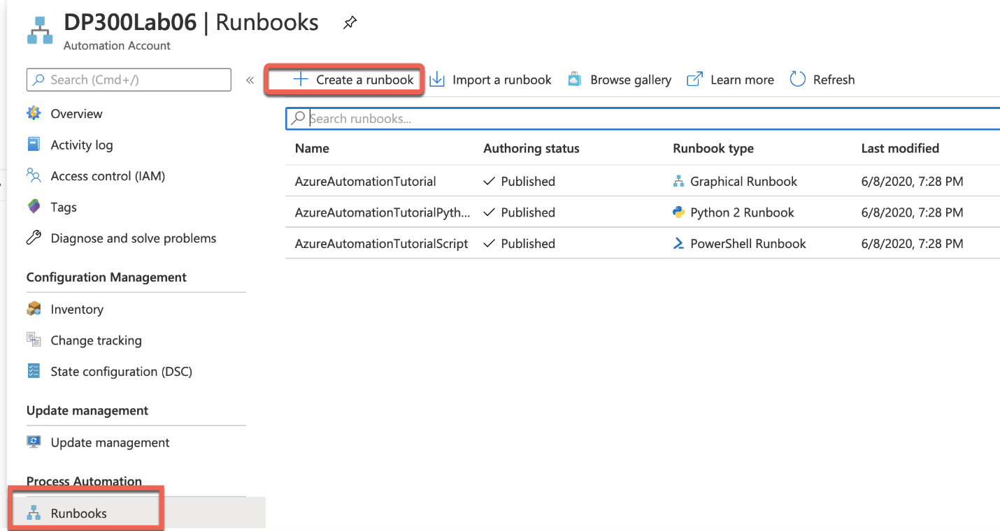 DP300Lab06 | Runbooks
Automation Account
Search (Cmd+/)
«
Overview
Activity log
Access control (IAM)
Tags
Diagnose and solve problems
Configuration Management
Inventory
Change tracking
State configuration (DSC)
Update management
Update management
Process Automation
Runbooks
Create a runbook Import a runbook Browse gallery Learn more Refresh
Search runbooks...
Name Authoring status Runbook type Last modified
AzureAutomationTutorial Published Graphical Runbook 6/8/2020, 7:28 PM
AzureAutomationTutorialPyth... Published Python 2 Runbook 6/8/2020, 7:28 PM
AzureAutomationTutorialScript Published PowerShell Runbook 6/8/2020, 7:28 PM